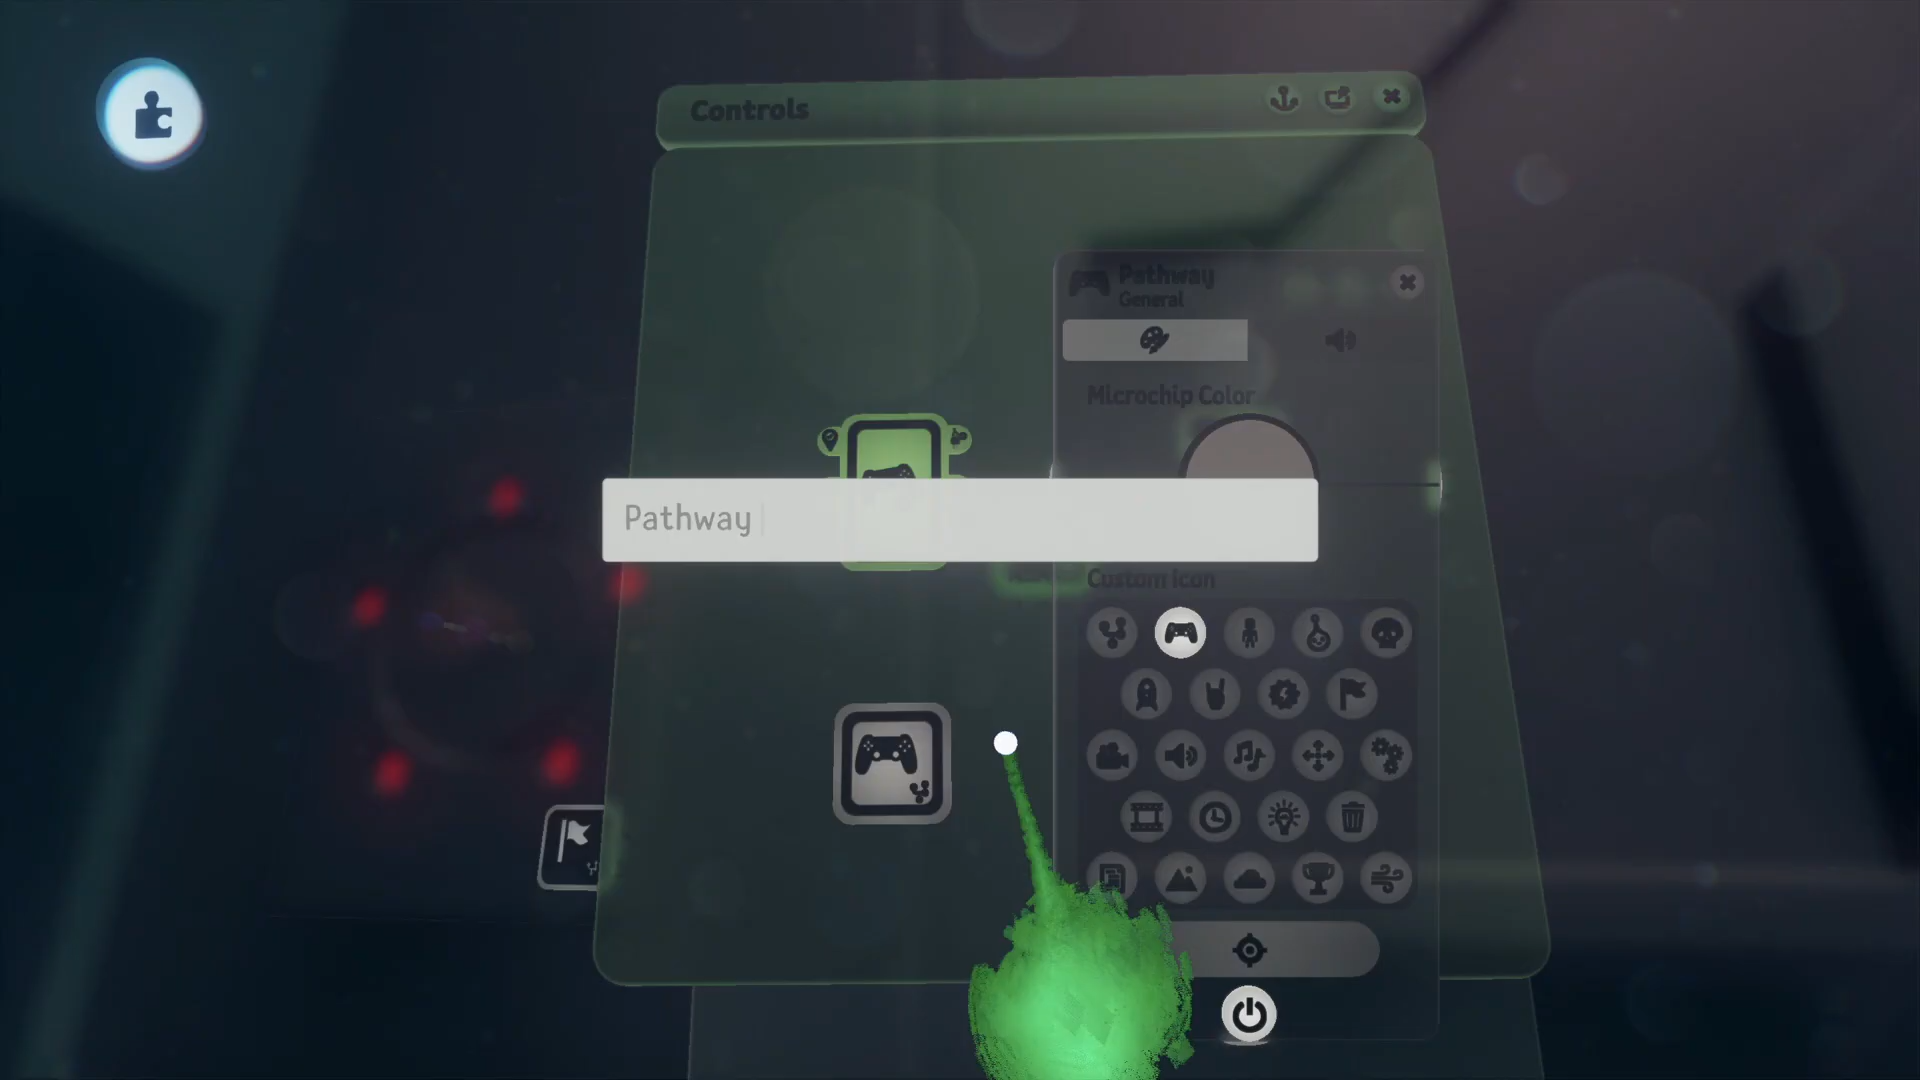 Controls
Pathway
General
Microchip Color
Pathway
Custom Icon